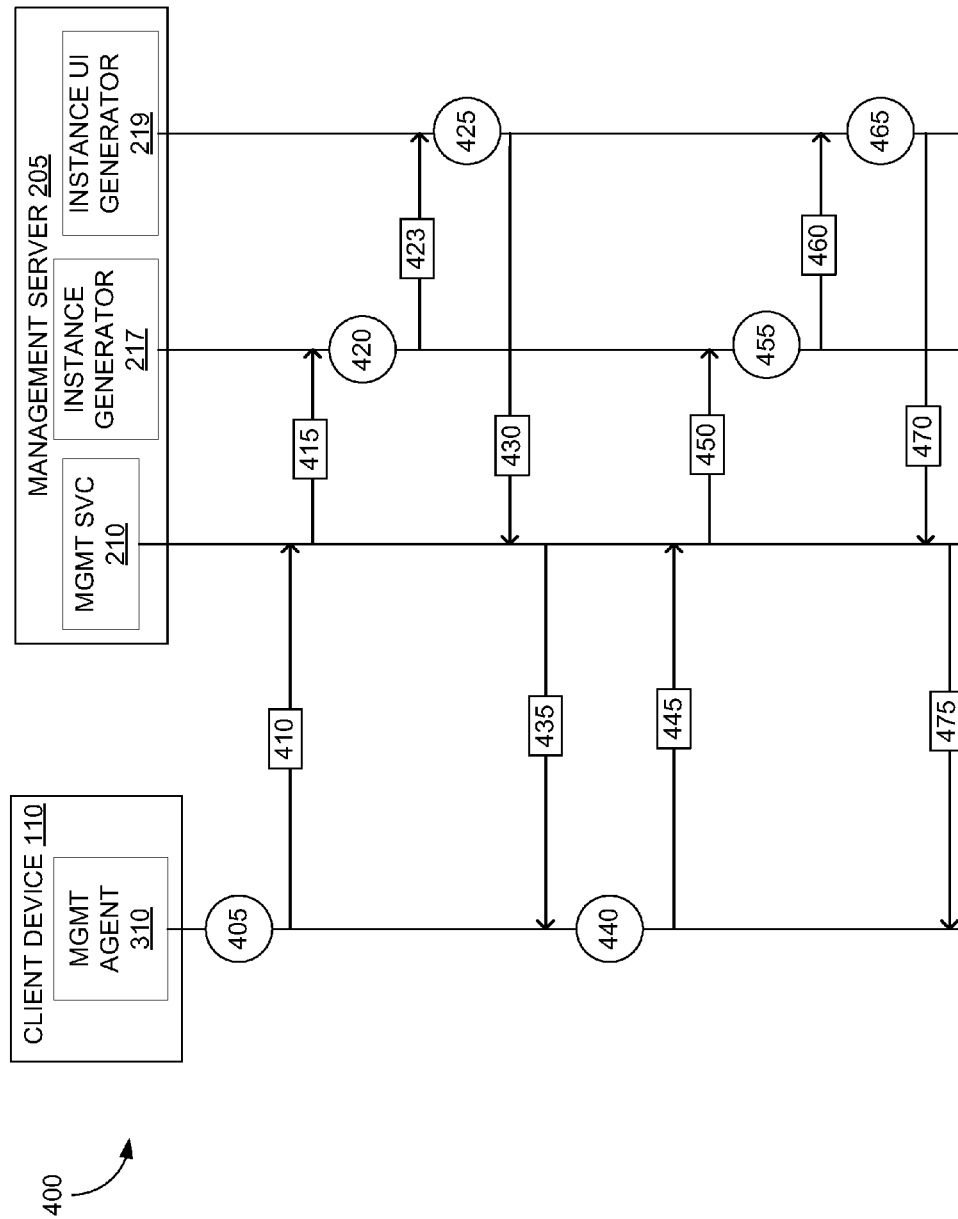 400
CLIENT DEVICE 110
MGMT
AGENT
310
MANAGEMENT SERVER 205
MGMT SVC
210
INSTANCE
GENERATOR
217
INSTANCE UI
GENERATOR
219
405
410
415
420
423
425
430
435
440
445
450
455
460
465
470
475